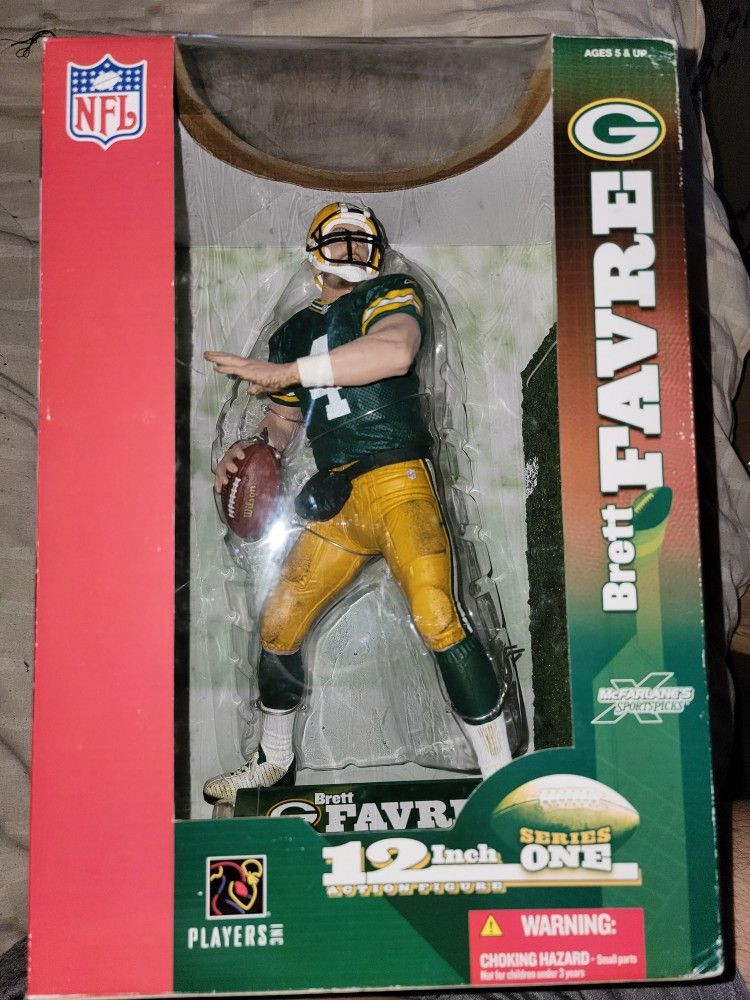 AGES 5 & UP
NFL
G
Brett FAVRE
4
Wilson
McFARLANE'S
SPORTSPICKS
Brett
G FAVRE
12 Inch
ACTION FIGURE
SERIES
ONE
PLAYERS INC
WARNING:
CHOKING HAZARD - Small parts
Not for children under 3 years